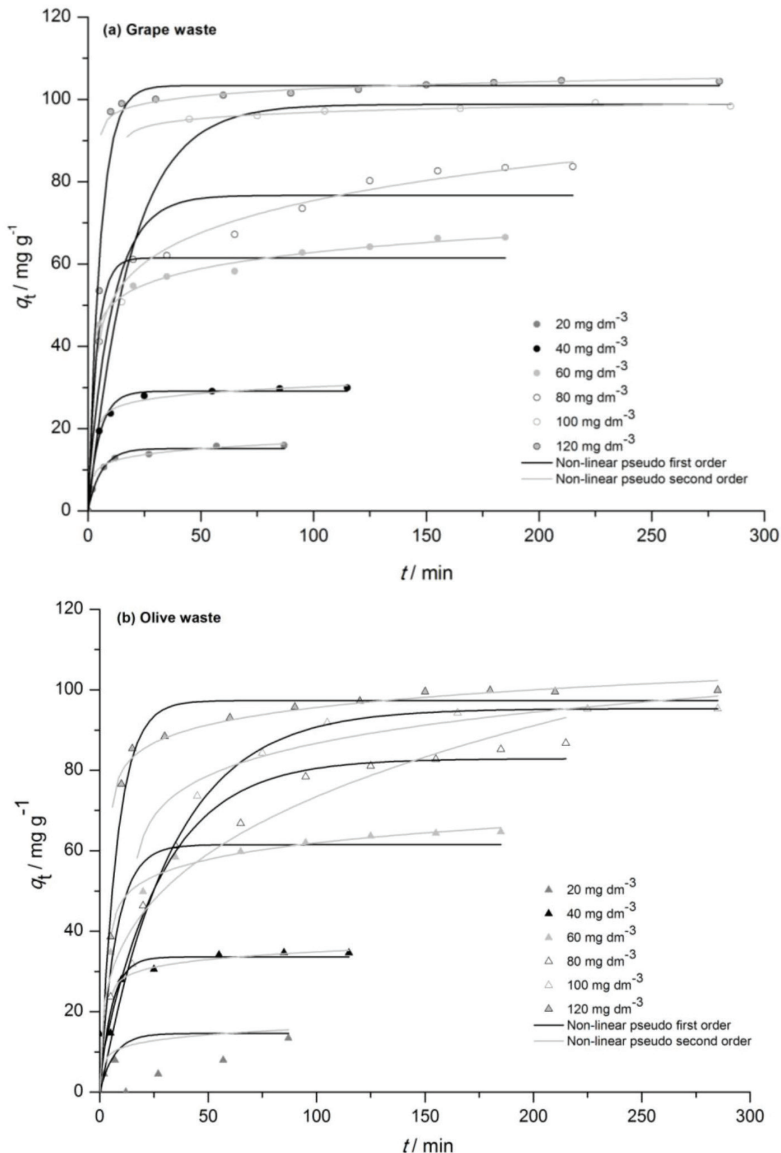 120
(a) Grape waste
100
80
60
40
20
0
qt / mg g-1
20 mg dm-3
40 mg dm-3
60 mg dm-3
80 mg dm-3
100 mg dm-3
120 mg dm-3
Non-linear pseudo first order
Non-linear pseudo second order
0 50 100 150 200 250 300
t / min
120
(b) Olive waste
100
80
60
40
20
0
qt / mg g-1
20 mg dm-3
40 mg dm-3
60 mg dm-3
80 mg dm-3
100 mg dm-3
120 mg dm-3
Non-linear pseudo first order
Non-linear pseudo second order
0 50 100 150 200 250 300
t / min